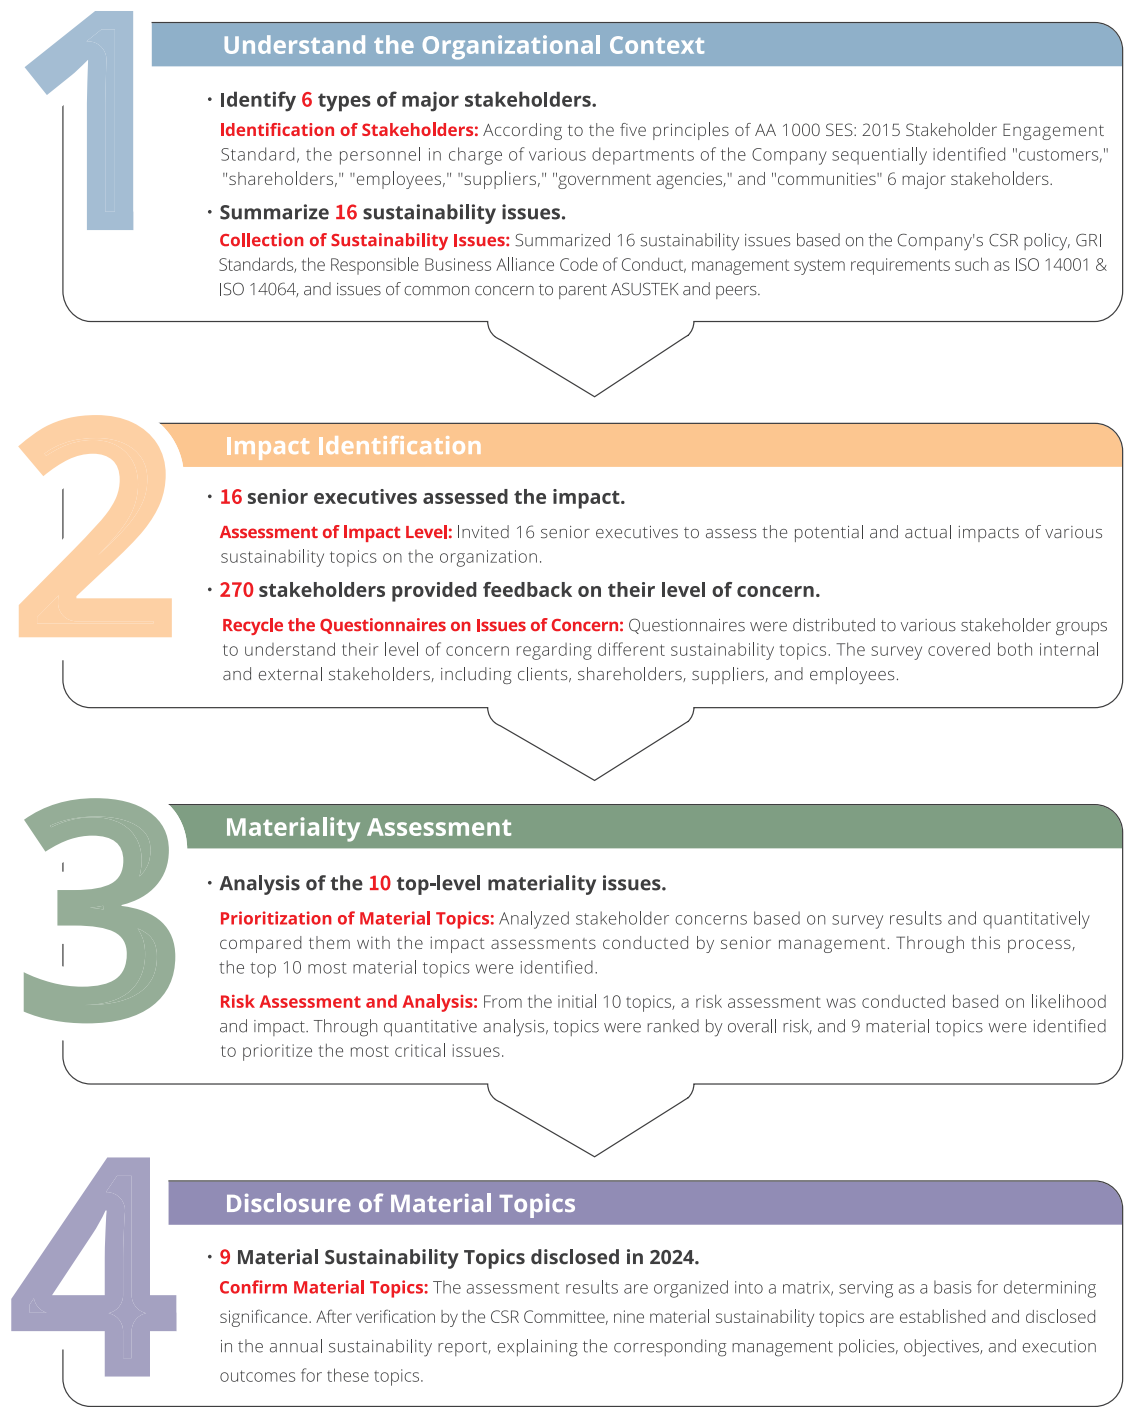 1
Understand the Organizational Context
· Identify 6 types of major stakeholders.
Identification of Stakeholders: According to the five principles of AA 1000 SES: 2015 Stakeholder Engagement
Standard, the personnel in charge of various departments of the Company sequentially identified "customers,"
"shareholders," "employees," "suppliers," "government agencies," and "communities" 6 major stakeholders.
· Summarize 16 sustainability issues.
Collection of Sustainability Issues: Summarized 16 sustainability issues based on the Company's CSR policy, GRI
Standards, the Responsible Business Alliance Code of Conduct, management system requirements such as ISO 14001 &
ISO 14064, and issues of common concern to parent ASUSTEK and peers.
2
Impact Identification
· 16 senior executives assessed the impact.
Assessment of Impact Level: Invited 16 senior executives to assess the potential and actual impacts of various
sustainability topics on the organization.
· 270 stakeholders provided feedback on their level of concern.
Recycle the Questionnaires on Issues of Concern: Questionnaires were distributed to various stakeholder groups
to understand their level of concern regarding different sustainability topics. The survey covered both internal
and external stakeholders, including clients, shareholders, suppliers, and employees.
3
Materiality Assessment
· Analysis of the 10 top-level materiality issues.
Prioritization of Material Topics: Analyzed stakeholder concerns based on survey results and quantitatively
compared them with the impact assessments conducted by senior management. Through this process,
the top 10 most material topics were identified.
Risk Assessment and Analysis: From the initial 10 topics, a risk assessment was conducted based on likelihood
and impact. Through quantitative analysis, topics were ranked by overall risk, and 9 material topics were identified
to prioritize the most critical issues.
4
Disclosure of Material Topics
· 9 Material Sustainability Topics disclosed in 2024.
Confirm Material Topics: The assessment results are organized into a matrix, serving as a basis for determining
significance. After verification by the CSR Committee, nine material sustainability topics are established and disclosed
in the annual sustainability report, explaining the corresponding management policies, objectives, and execution
outcomes for these topics.